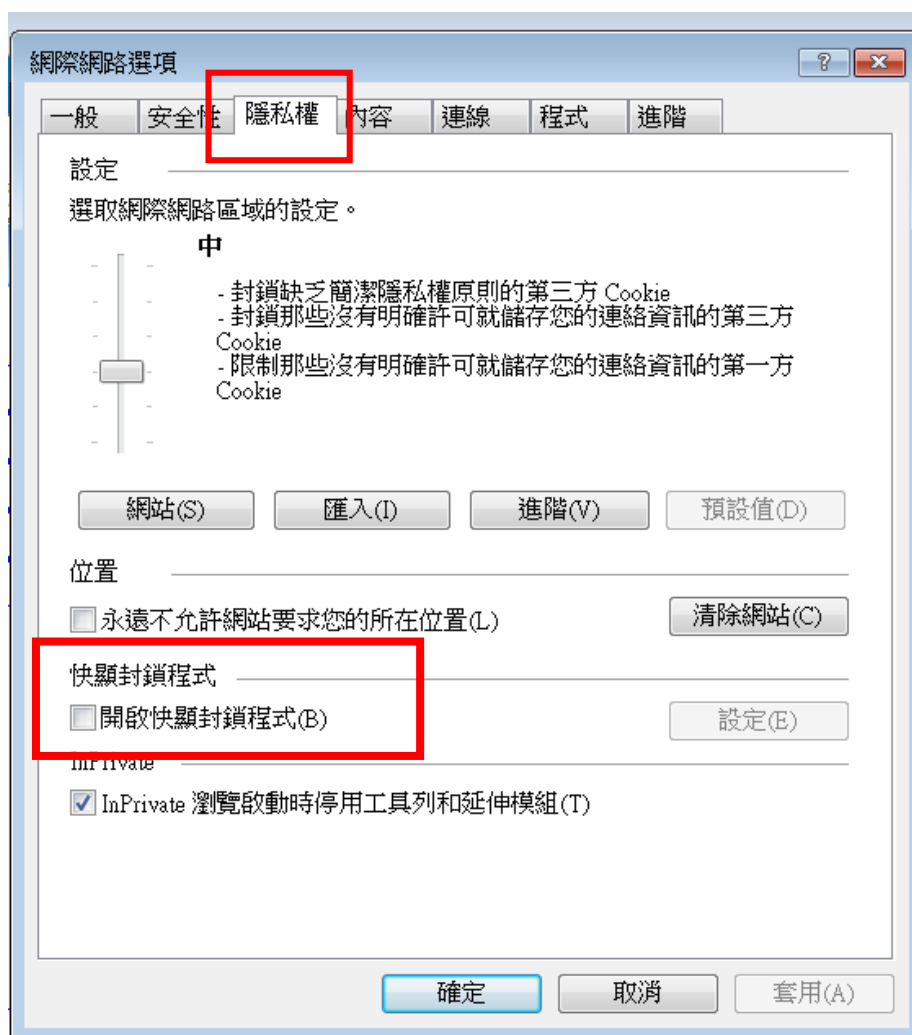 網際網路選項
一般 安全性 隱私權 內容 連線 程式 進階
設定
選取網際網路區域的設定。
中
- 封鎖缺乏簡潔隱私權原則的第三方 Cookie
- 封鎖那些沒有明確許可就儲存您的連絡資訊的第三方
Cookie
- 限制那些沒有明確許可就儲存您的連絡資訊的第一方
Cookie
網站(S) 匯入(I) 進階(V) 預設值(D)
位置
永遠不允許網站要求您的所在位置(L) 清除網站(C)
快顯封鎖程式
開啟快顯封鎖程式(B) 設定(E)
InPrivate
InPrivate 瀏覽啟動時停用工具列和延伸模組(T)
確定 取消 套用(A)